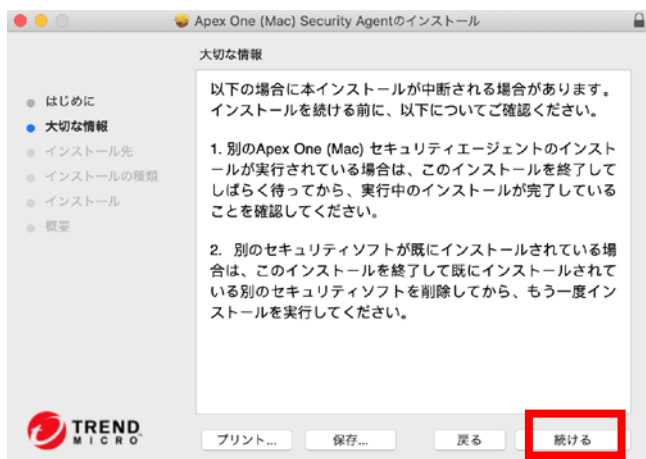 Apex One (Mac) Security Agentのインストール
大切な情報
はじめに
大切な情報
インストール先
インストールの種類
インストール
概要
以下の場合に本インストールが中断される場合があります。
インストールを続ける前に、以下についてご確認ください。
1. 別のApex One (Mac) セキュリティエージェントのインスト
ールが実行されている場合は、このインストールを終了して
しばらく待ってから、実行中のインストールが完了している
ことを確認してください。
2. 別のセキュリティソフトが既にインストールされている場
合は、このインストールを終了して既にインストールされて
いる別のセキュリティソフトを削除してから、もう一度イン
ストールを実行してください。
TREND
MICRO
プリント... 保存... 戻る 続ける